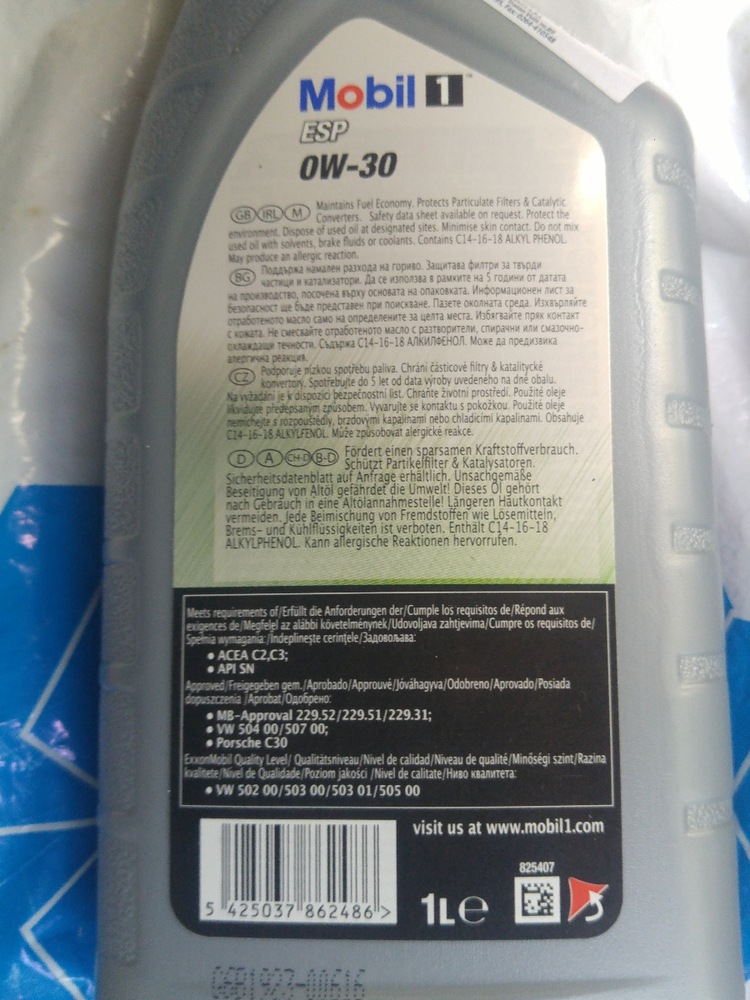 Mobil 1
ESP
0W-30
GB IRL M Maintains Fuel Economy. Protects Particulate Filters & Catalytic
Converters. Safety data sheet available on request. Protect the
environment. Dispose of used oil at designated sites. Minimise skin contact. Do not mix
used oil with solvents, brake fluids or coolants. Contains C14-16-18 ALKYL PHENOL.
May produce an allergic reaction.
BG Поддържа намален разхода на гориво. Защитава филтри за твърди
частици и катализатори. Да се използва в рамките на 5 години от датата
на производство, посочена върху основата на опаковката. Информационен лист за
безопасност ще бъде представен при поискване. Пазете околната среда. Изхвърляйте
отработеното масло само на определените за целта места. Избягвайте пряк контакт
с кожата. Не смесвайте отработеното масло с разтворители, спирачни или смазочно-
охлаждащи течности. Съдържа C14-16-18 АЛКИЛФЕНОЛ. Може да предизвика
алергична реакция.
CZ Podporuje nízkou spotřebu paliva. Chrání částicové filtry & katalitycké
konvertory. Spotřebujte do 5 let od data výroby uvedeného na dně obalu.
Na vyžádání je k dispozici bezpečnostní list. Chraňte životní prostředí. Použité oleje
likvidujte předepsaným způsobem. Vyvarujte se kontaktu s pokožkou. Použité oleje
nemíchejte s rozpouštědly, brzdovými kapalinami nebo chladicími kapalinami. Obsahuje
C14-16-18 ALKYLFENOL. Může způsobovat alergické reakce.
D A CH-D B-D Fördert einen sparsamen Kraftstoffverbrauch.
Schützt Partikelfilter & Katalysatoren.
Sicherheitsdatenblatt auf Anfrage erhältlich. Unsachgemäße
Beseitigung von Altöl gefährdet die Umwelt! Dieses Öl gehört
nach Gebrauch in eine Altölannahmestelle! Längeren Hautkontakt
vermeiden. Jede Beimischung von Fremdstoffen wie Lösemitteln,
Brems- und Kühlflüssigkeiten ist verboten. Enthält C14-16-18
ALKYLPHENOL. Kann allergische Reaktionen hervorrufen.
Meets requirements of/Erfüllt die Anforderungen der/Cumple los requisitos de/Répond aux
exigences de/Megfelel az alábbi követelménynek/Udovoljava zahtjevima/Cumpre os requisitos de/
Spełnia wymagania:/Îndeplineşte cerinţele/Задоволява:
• ACEA C2,C3;
• API SN
Approved/Freigegeben gem./Aprobado/Approuvé/Jóváhagyva/Odobreno/Aprovado/Posiada
dopuszczenia /Aprobat/Одобрено:
• MB-Approval 229.52/229.51/229.31;
• VW 504 00/507 00;
• Porsche C30
ExxonMobil Quality Level/ Qualitätsniveau/Nivel de calidad/Niveau de qualité/Minőségi szint/Razina
kvalitete/Nível de Qualidade/Poziom jakości /Nivel de calitate/Ниво качество:
• VW 502 00/503 00/503 01/505 00
visit us at www.mobil1.com
825407
5 425037 862486 >
1L e